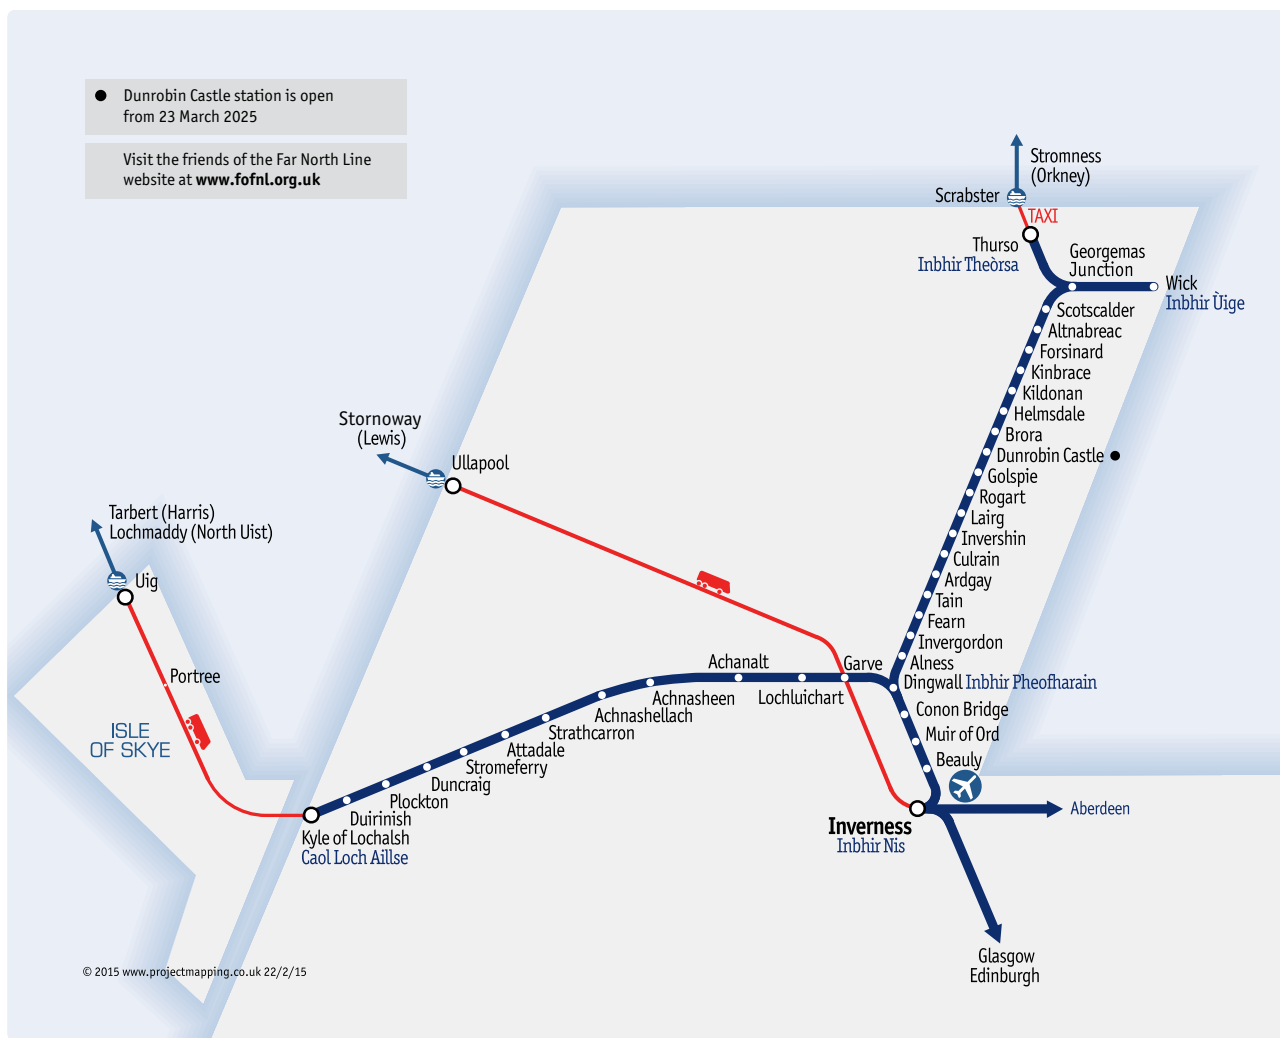 Dunrobin Castle station is open
from 23 March 2025
Visit the friends of the Far North Line
website at www.fofnl.org.uk
Stromness
(Orkney)
Scrabster
TAXI
Thurso
Inbhir Theòrsa
Georgemas
Junction
Wick
Inbhir Ùige
Scotscalder
Altnabreac
Forsinard
Kinbrace
Kildonan
Helmsdale
Brora
Dunrobin Castle
Golspie
Rogart
Lairg
Invershin
Culrain
Ardgay
Tain
Fearn
Invergordon
Alness
Dingwall Inbhir Pheofharain
Conon Bridge
Muir of Ord
Beauly
Stornoway
(Lewis)
Ullapool
Tarbert (Harris)
Lochmaddy (North Uist)
Uig
Portree
ISLE
OF SKYE
Garve
Achanalt
Lochluichart
Achnasheen
Achnashellach
Strathcarron
Attadale
Stromeferry
Duncraig
Plockton
Duirinish
Kyle of Lochalsh
Caol Loch Aillse
Inverness
Inbhir Nis
Aberdeen
Glasgow
Edinburgh
© 2015 www.projectmapping.co.uk 22/2/15